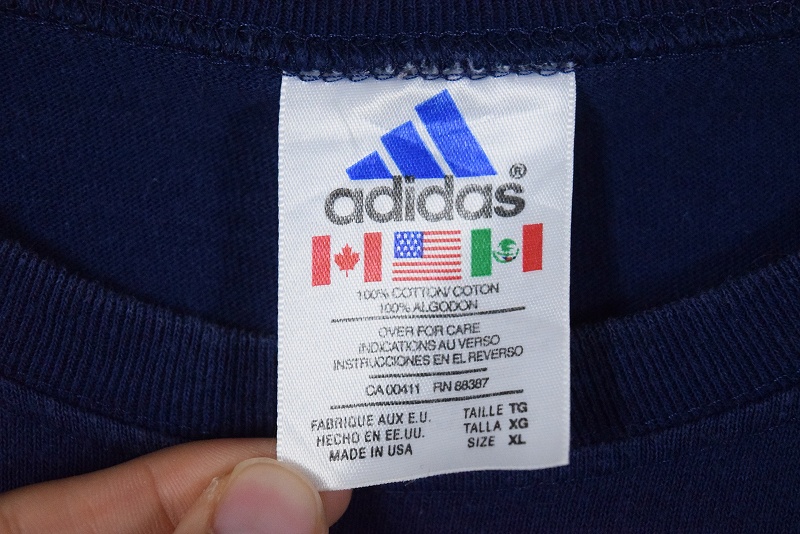 adidas®
100% COTTON/COTON
100% ALGODON
OVER FOR CARE
INDICATIONS AU VERSO
INSTRUCCIONES EN EL REVERSO
CA 00411 RN 88387
FABRIQUE AUX E.U. TAILLE TG
HECHO EN EE.UU. TALLA XG
MADE IN USA SIZE XL